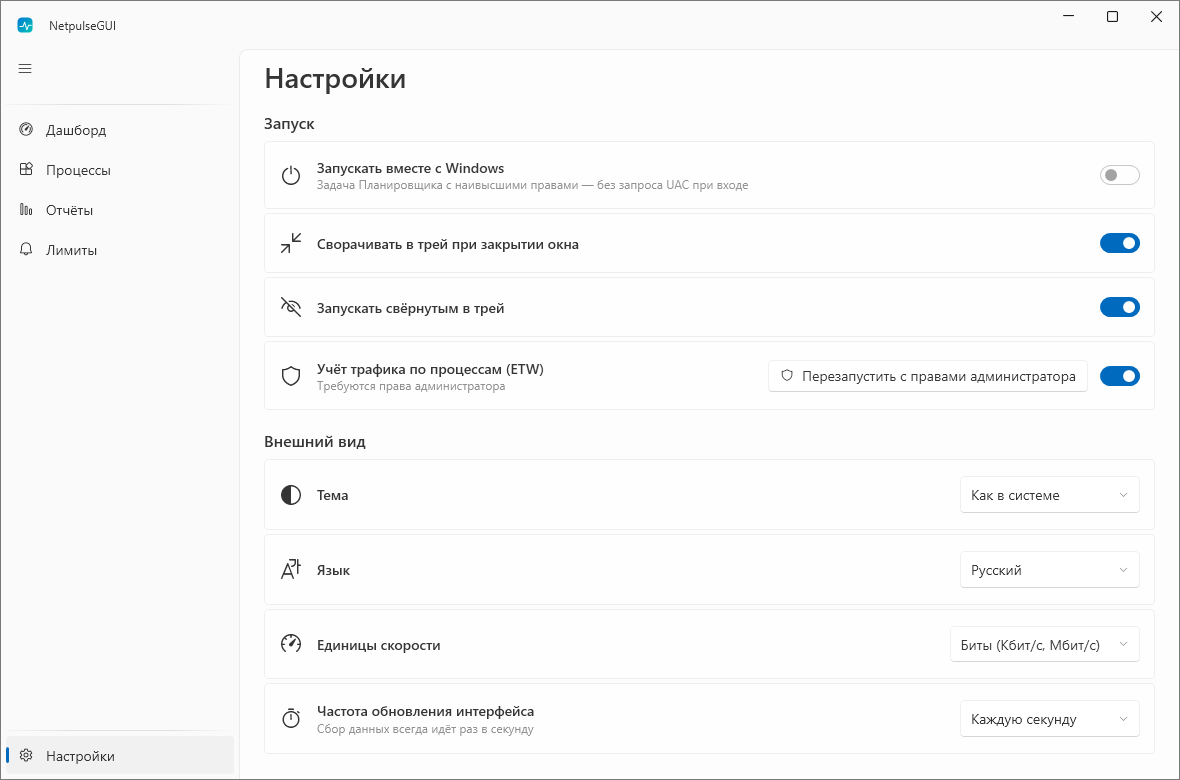 NetpulseGUI
Дашборд
Процессы
Отчёты
Лимиты
Настройки
Настройки
Запуск
Запускать вместе с Windows
Задача Планировщика с наивысшими правами — без запроса UAC при входе
Сворачивать в трей при закрытии окна
Запускать свёрнутым в трей
Учёт трафика по процессам (ETW)
Требуются права администратора
Перезапустить с правами администратора
Внешний вид
Тема
Как в системе
Язык
Русский
Единицы скорости
Биты (Кбит/с, Мбит/с)
Частота обновления интерфейса
Сбор данных всегда идёт раз в секунду
Каждую секунду